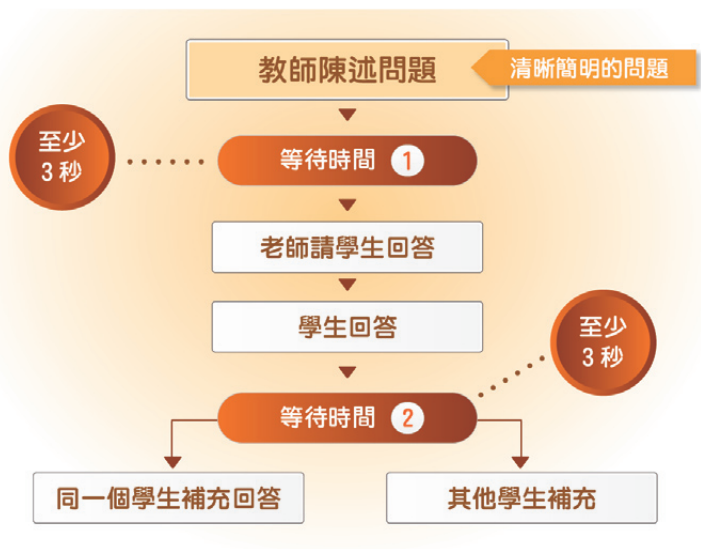 教師陳述問題
清晰簡明的問題
至少
3 秒
等待時間 1
老師請學生回答
學生回答
至少
3 秒
等待時間 2
同一個學生補充回答
其他學生補充